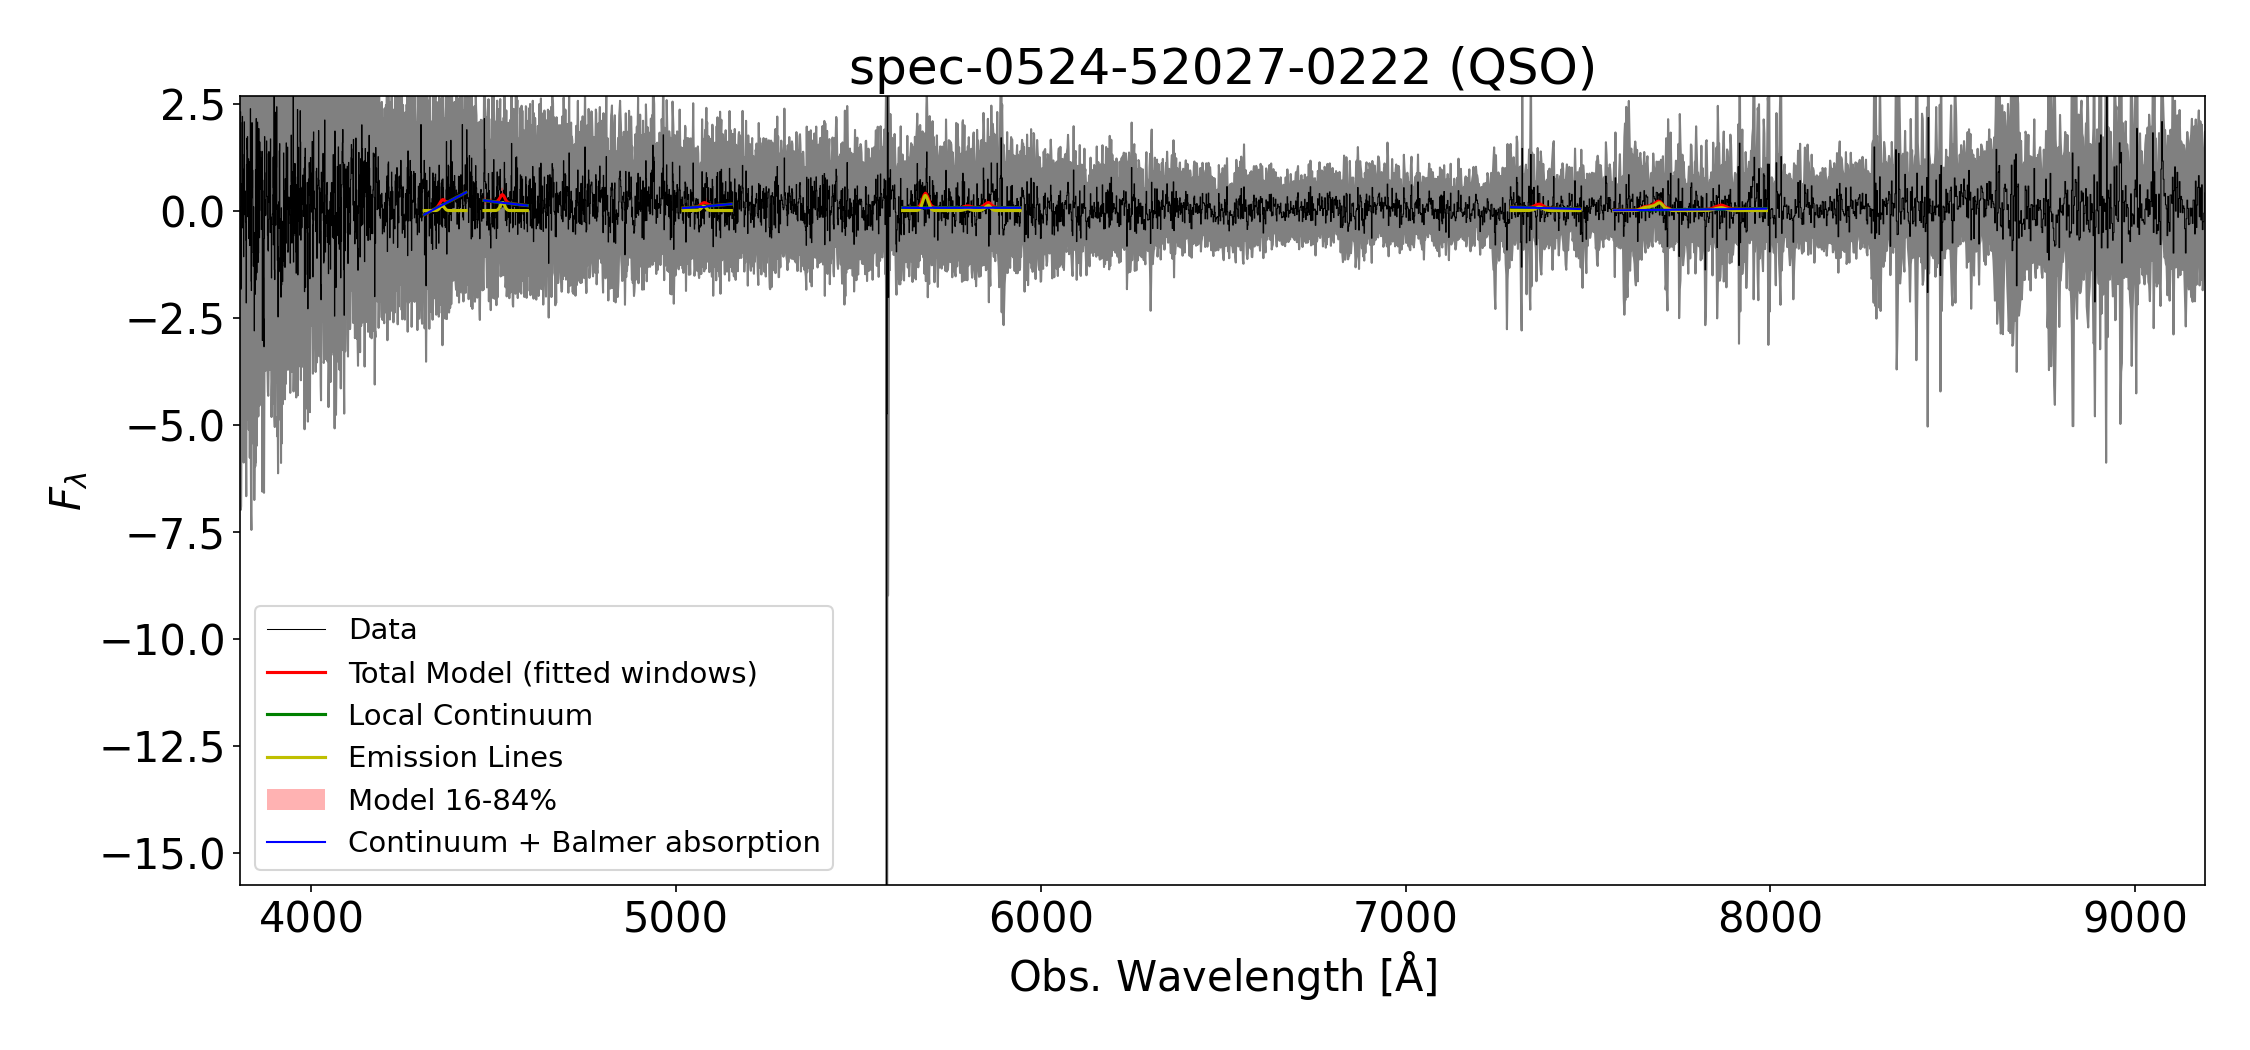 spec-0524-52027-0222 (QSO)
2.5
0.0
−2.5
−5.0
−7.5
−10.0
−12.5
−15.0
Fλ
Data
Total Model (fitted windows)
Local Continuum
Emission Lines
Model 16-84%
Continuum + Balmer absorption
4000 5000 6000 7000 8000 9000
Obs. Wavelength [Å]